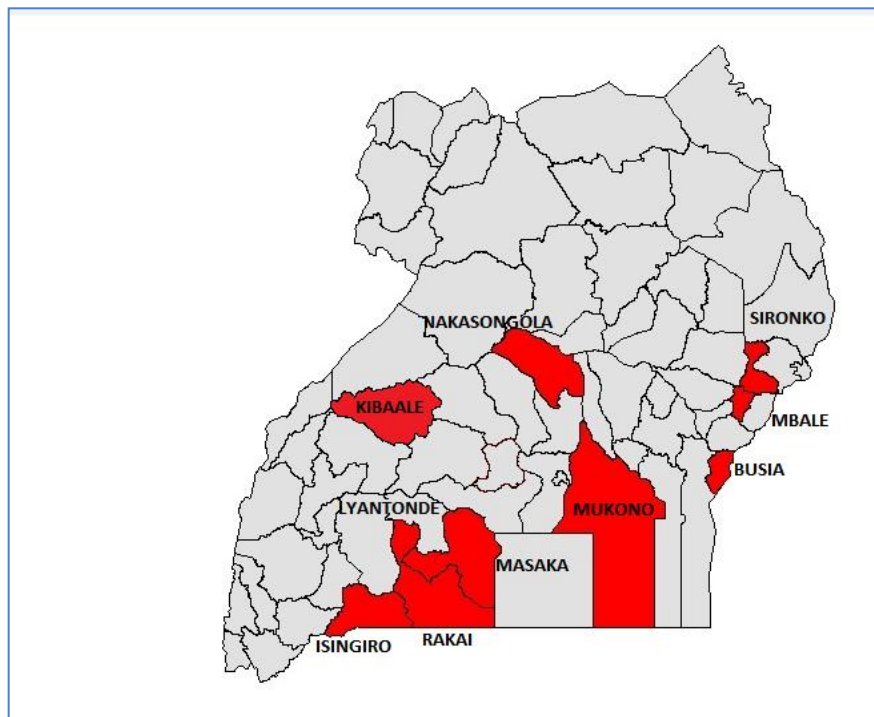 SIRONKO
NAKASONGOLA
KIBAALE
MBALE
BUSIA
LYANTONDE
MUKONO
MASAKA
ISINGIRO
RAKAI